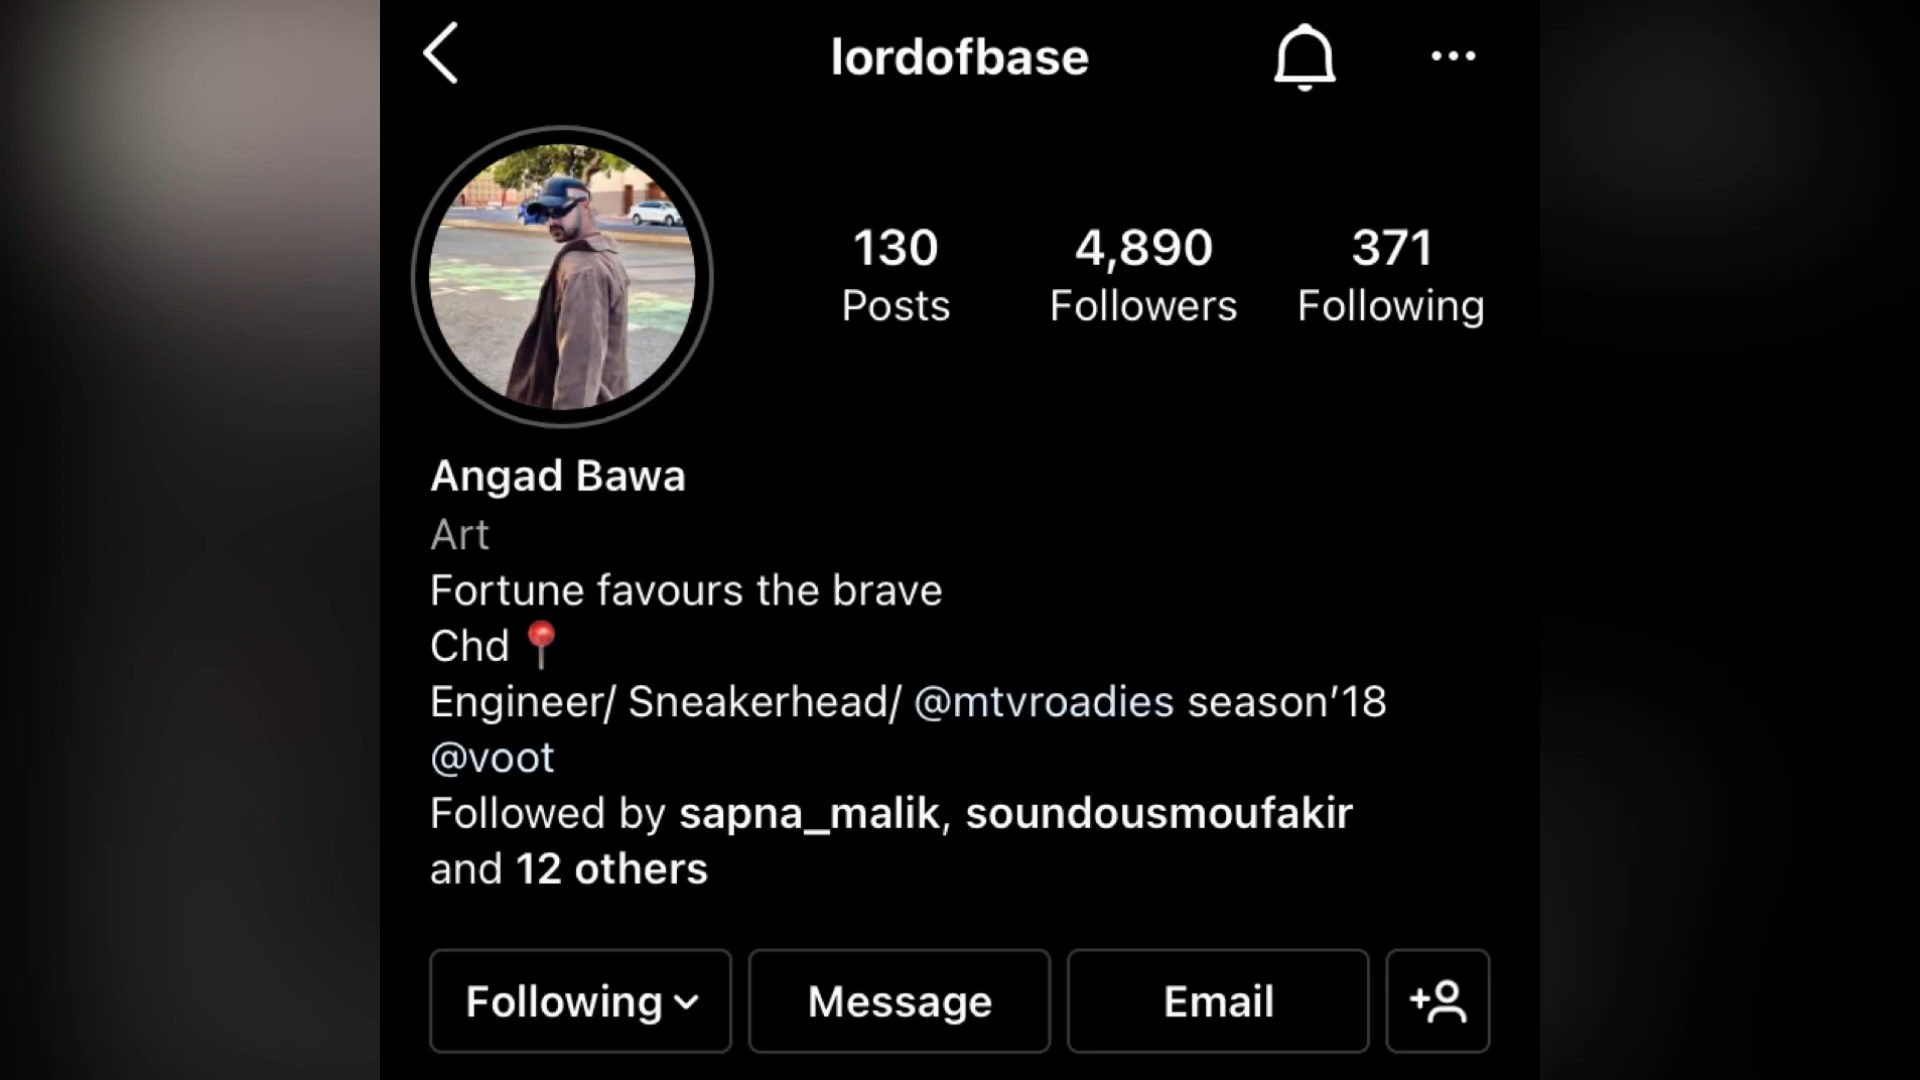 lordofbase
130
Posts
4,890
Followers
371
Following
Angad Bawa
Art
Fortune favours the brave
Chd📍
Engineer/ Sneakerhead/ @mtvroadies season’18
@voot
Followed by sapna_malik, soundousmoufakir
and 12 others
Following
Message
Email